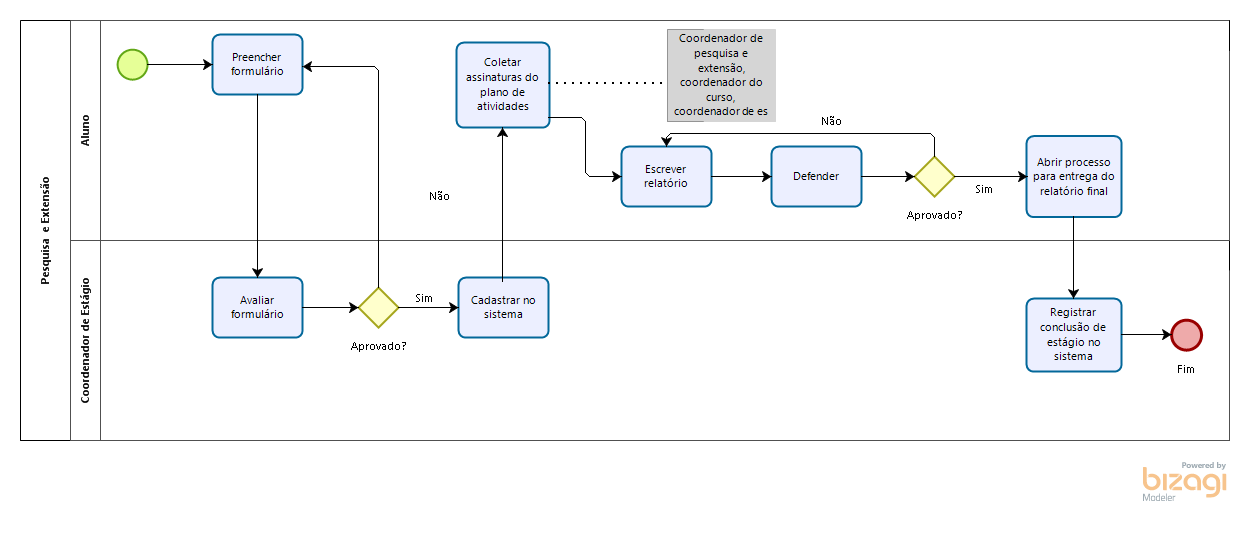 Pesquisa e Extensão
Aluno
Preencher
formulário
Coletar
assinaturas do
plano de
atividades
Coordenador de
pesquisa e
extensão,
coordenador do
curso,
coordenador de es
Não
Escrever
relatório
Defender
Aprovado?
Sim
Abrir processo
para entrega do
relatório final
Não
Coordenador de Estágio
Avaliar
formulário
Aprovado?
Sim
Cadastrar no
sistema
Registrar
conclusão de
estágio no
sistema
Fim
Powered by
bizagi
Modeler